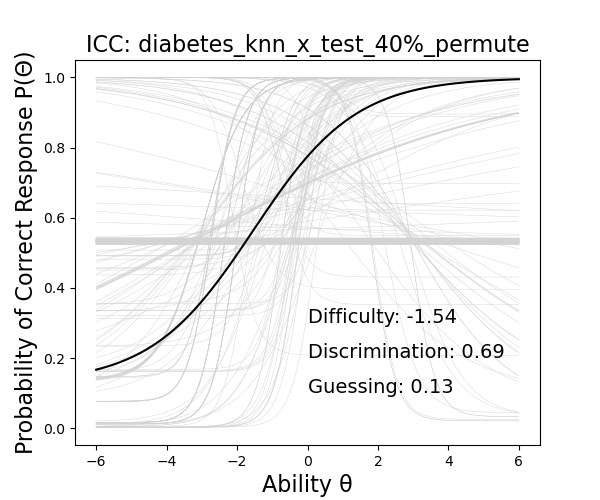 ICC: diabetes_knn_x_test_40%_permute
Probability of Correct Response P(Θ)
1.0
0.8
0.6
0.4
0.2
0.0
Difficulty: -1.54
Discrimination: 0.69
Guessing: 0.13
−6 −4 −2 0 2 4 6
Ability θ